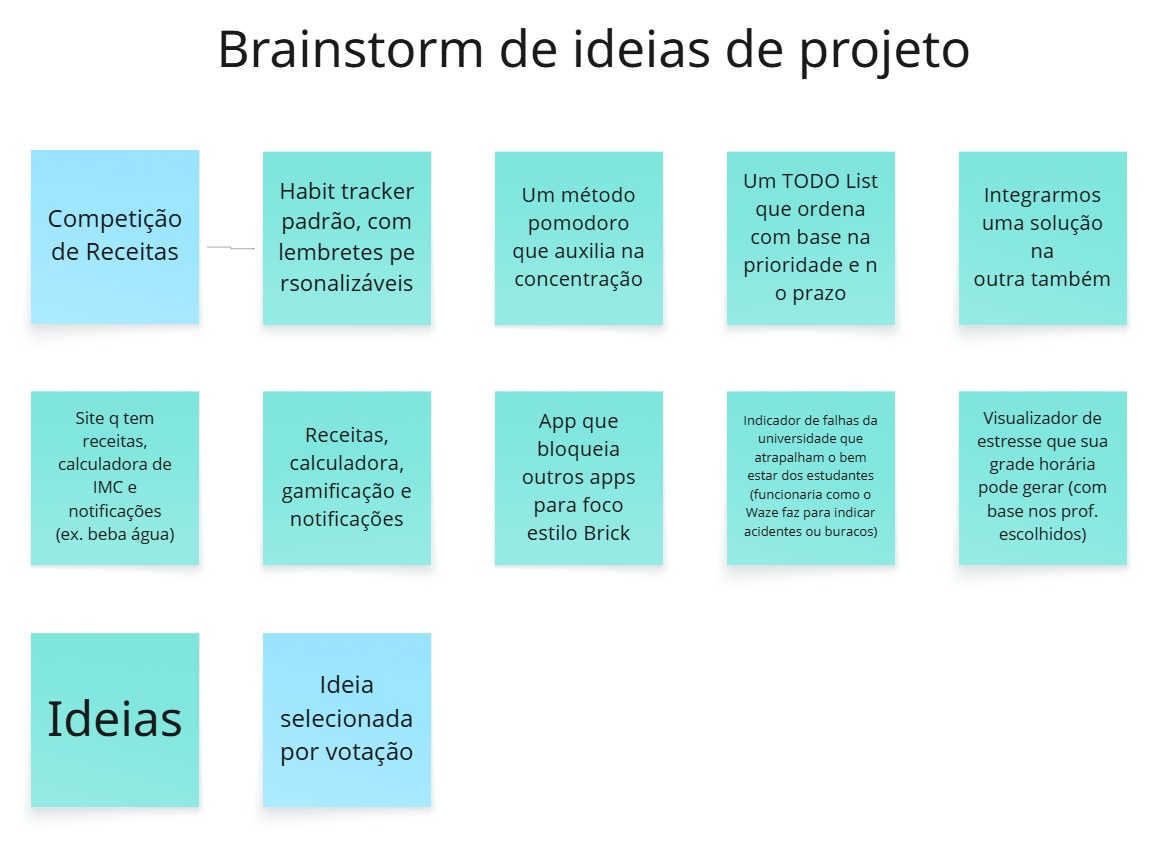 Brainstorm de ideias de projeto
Competição
de Receitas
Habit tracker
padrão, com
lembretes pe
rsonalizáveis
Um método
pomodoro
que auxilia na
concentração
Um TODO List
que ordena
com base na
prioridade e n
o prazo
Integrarmos
uma solução
na
outra também
Site q tem
receitas,
calculadora de
IMC e
notificações
(ex. beba água)
Receitas,
calculadora,
gamificação e
notificações
App que
bloqueia
outros apps
para foco
estilo Brick
Indicador de falhas da
universidade que
atrapalham o bem
estar dos estudantes
(funcionaria como o
Waze faz para indicar
acidentes ou buracos)
Visualizador de
estresse que sua
grade horária
pode gerar (com
base nos prof.
escolhidos)
Ideias
Ideia
selecionada
por votação